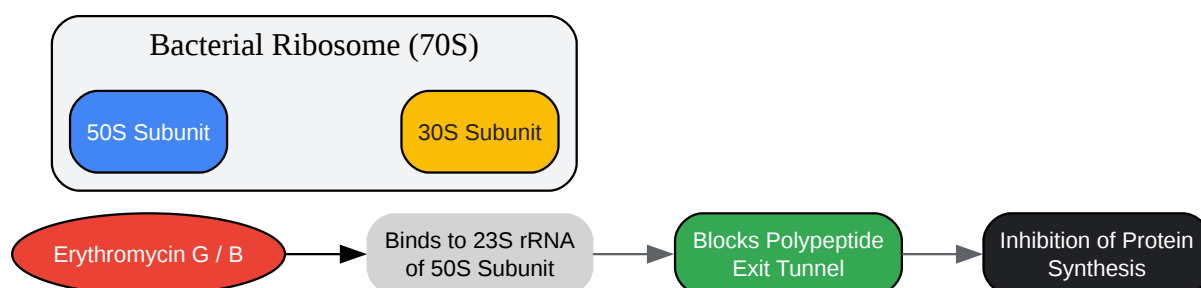 Bacterial Ribosome (70S)
50S Subunit
30S Subunit
Erythromycin G / B
Binds to 23S rRNA
of 50S Subunit
Blocks Polypeptide
Exit Tunnel
Inhibition of Protein
Synthesis